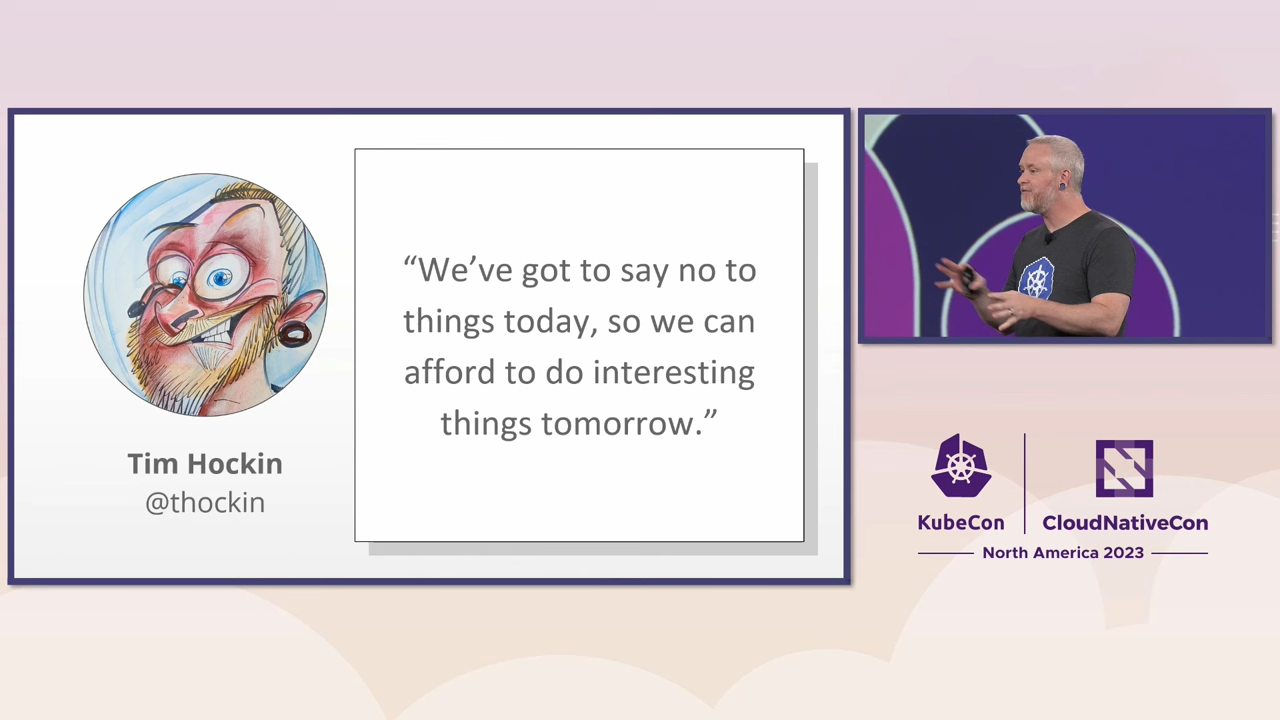 “We’ve got to say no to
things today, so we can
afford to do interesting
things tomorrow.”
Tim Hockin
@thockin
KubeCon
CloudNativeCon
North America 2023